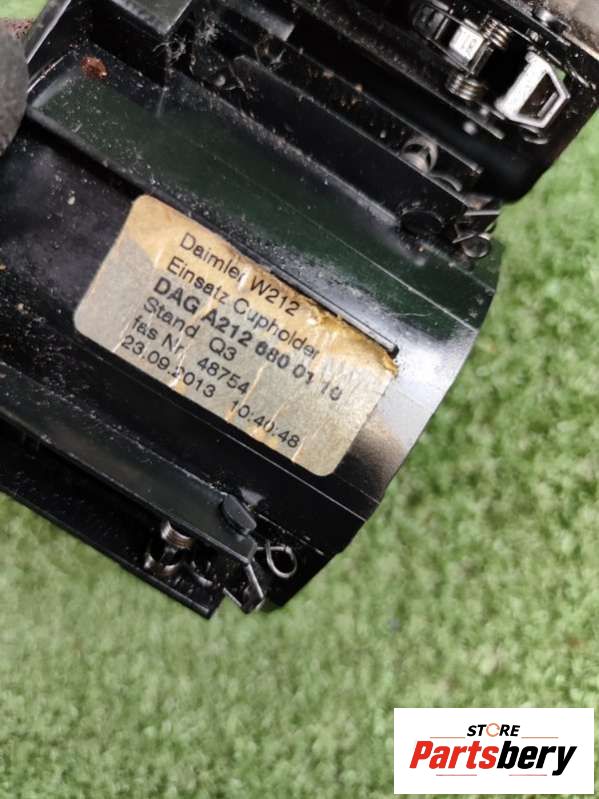 Daimler W212
Einsatz Cupholder
DAG A212 680 01 10
Stand Q3
fas Nr. 48754
23.09.2013 10:40:48
STORE
Partsbery